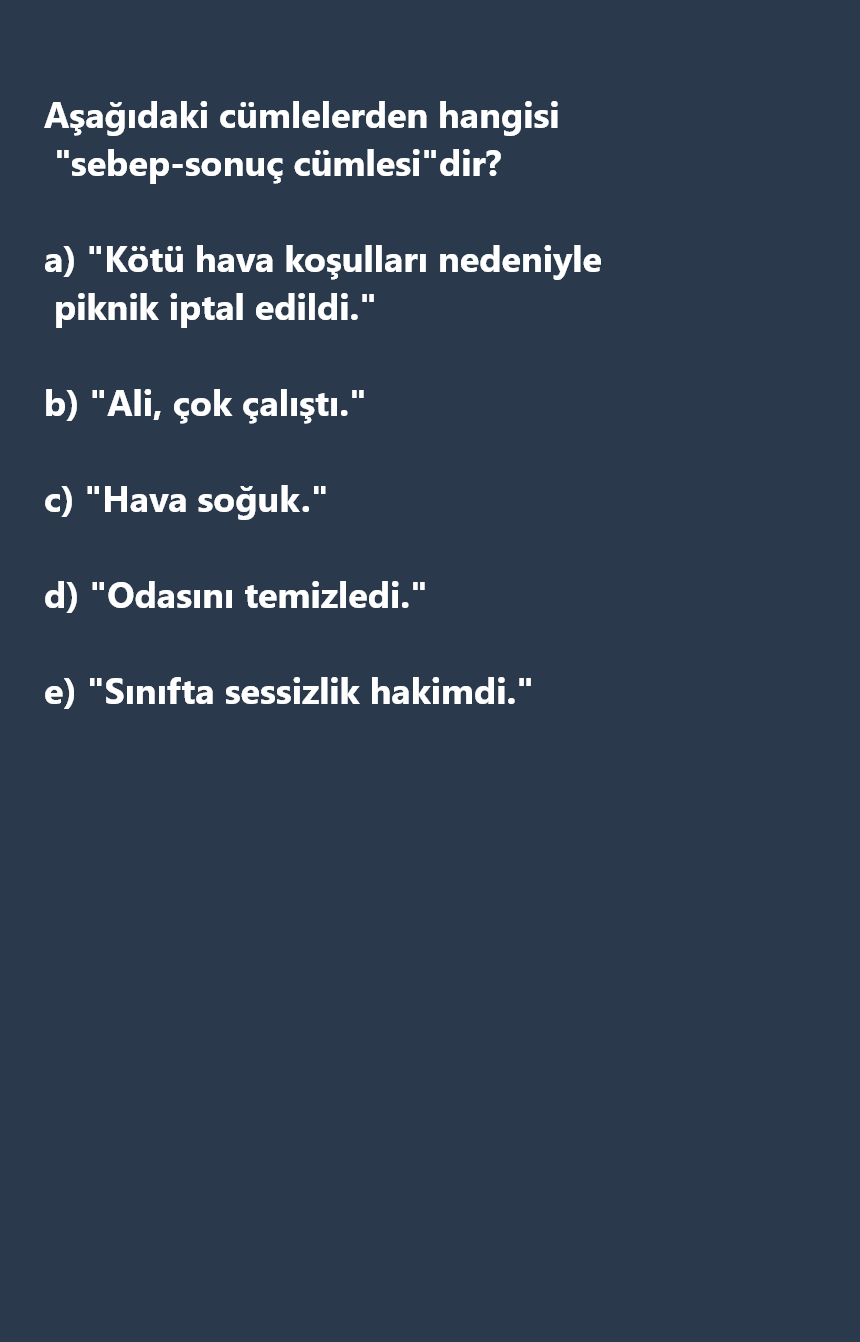 Aşağıdaki cümlelerden hangisi
"sebep-sonuç cümlesi"dir?
a) "Kötü hava koşulları nedeniyle
piknik iptal edildi."
b) "Ali, çok çalıştı."
c) "Hava soğuk."
d) "Odasını temizledi."
e) "Sınıfta sessizlik hakimdi."